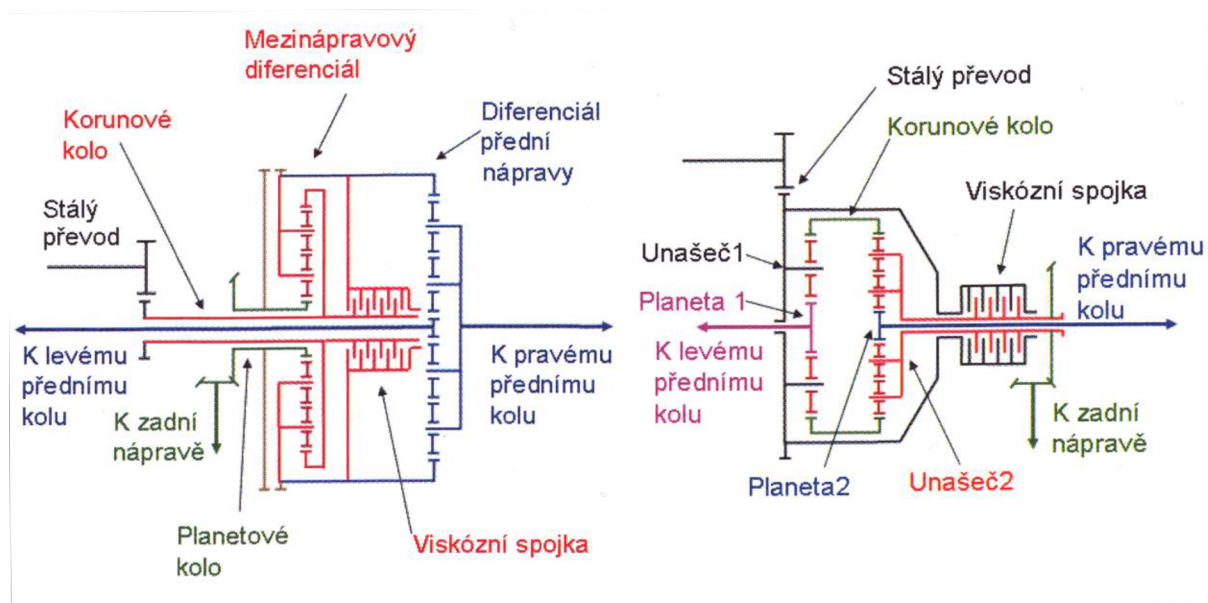 Mezinápravový
diferenciál
Korunové
kolo
Diferenciál
přední
nápravy
Stálý
převod
K levému
přednímu
kolu
K pravému
přednímu
kolu
K zadní
nápravě
Planetové
kolo
Viskózní spojka
Stálý převod
Korunové kolo
Viskózní spojka
Unašeč1
K pravému
přednímu
kolu
Planeta 1
K levému
přednímu
kolu
K zadní
nápravě
Planeta2
Unašeč2